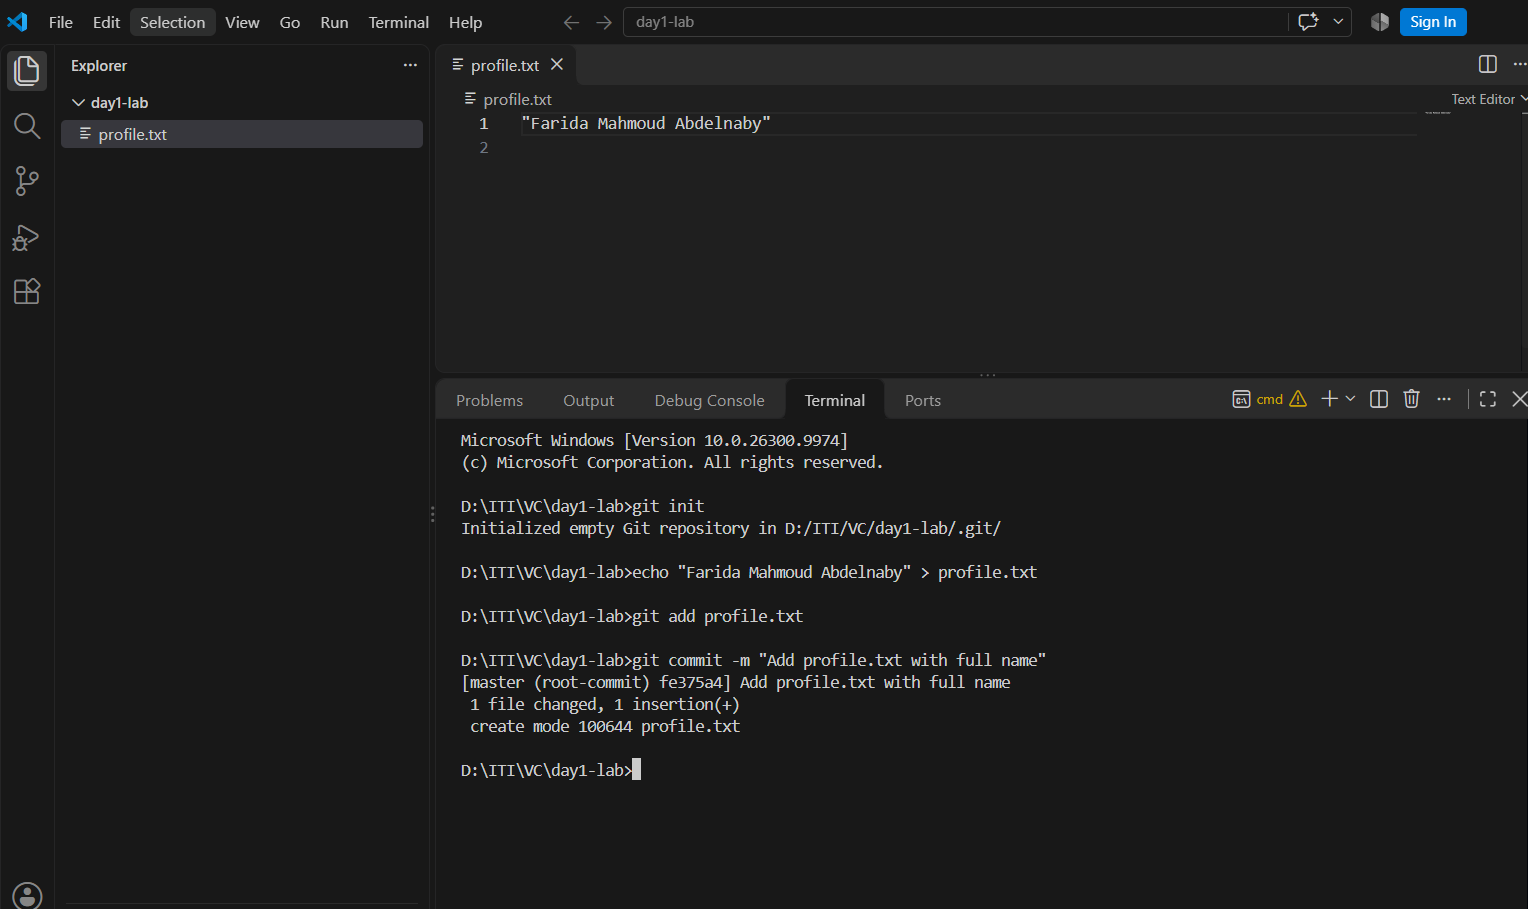 File Edit Selection View Go Run Terminal Help day1-lab Sign In
Explorer
day1-lab
profile.txt
profile.txt
profile.txt
Text Editor
1 "Farida Mahmoud Abdelnaby"
2
Problems Output Debug Console Terminal Ports cmd
Microsoft Windows [Version 10.0.26300.9974]
(c) Microsoft Corporation. All rights reserved.
D:\ITI\VC\day1-lab>git init
Initialized empty Git repository in D:/ITI/VC/day1-lab/.git/
D:\ITI\VC\day1-lab>echo "Farida Mahmoud Abdelnaby" > profile.txt
D:\ITI\VC\day1-lab>git add profile.txt
D:\ITI\VC\day1-lab>git commit -m "Add profile.txt with full name"
[master (root-commit) fe375a4] Add profile.txt with full name
1 file changed, 1 insertion(+)
create mode 100644 profile.txt
D:\ITI\VC\day1-lab>